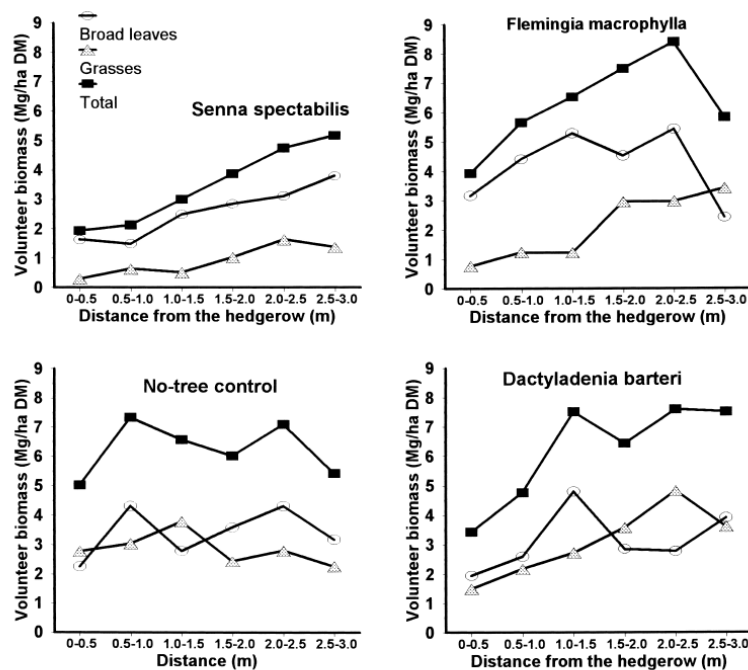 Volunteer biomass (Mg/ha DM)
9
8
7
6
5
4
3
2
1
0
Broad leaves
Grasses
Total
Senna spectabilis
0-0.5 0.5-1.0 1.0-1.5 1.5-2.0 2.0-2.5 2.5-3.0
Distance from the hedgerow (m)
Volunteer biomass (Mg/ha DM)
9
8
7
6
5
4
3
2
1
0
Flemingia macrophylla
0-0.5 0.5-1.0 1.0-1.5 1.5-2.0 2.0-2.5 2.5-3.0
Distance from the hedgerow (m)
Volunteer biomass (Mg/ha DM)
9
8
7
6
5
4
3
2
1
0
No-tree control
0-0.5 0.5-1.0 1.0-1.5 1.5-2.0 2.0-2.5 2.5-3.0
Distance (m)
Volunteer biomass (Mg/ha DM)
9
8
7
6
5
4
3
2
1
0
Dactyladenia barteri
0-0.5 0.5-1.0 1.0-1.5 1.5-2.0 2.0-2.5 2.5-3.0
Distance from the hedgerow (m)